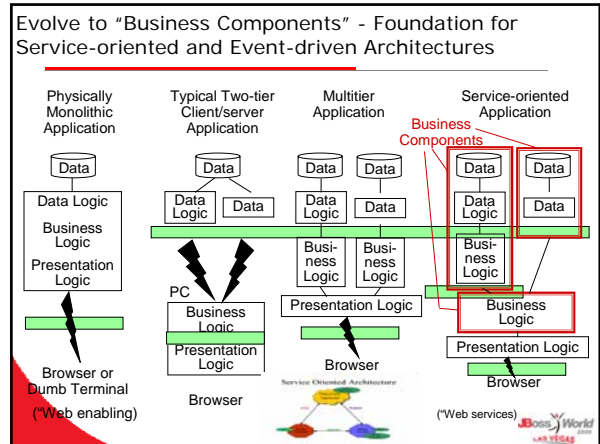 Evolve to “Business Components” - Foundation for
Service-oriented and Event-driven Architectures
Physically
Monolithic
Application
Data
Data Logic
Business
Logic
Presentation Logic
Browser or
Dumb Terminal
(“Web enabling)
Typical Two-tier
Client/server
Application
Data
Data
Logic
Data
PC
Business
Logic
Presentation
Logic
Browser
Multitier
Application
Data
Data
Data
Logic
Data
Busi-
ness
Logic
Busi-
ness
Logic
Presentation Logic
Browser
Service Oriented Architecture
Service-oriented
Application
Business
Components
Data
Data
Data
Logic
Data
Busi-
ness
Logic
Business
Logic
Presentation Logic
Browser
(“Web services)
JBoss World
LAS VEGAS